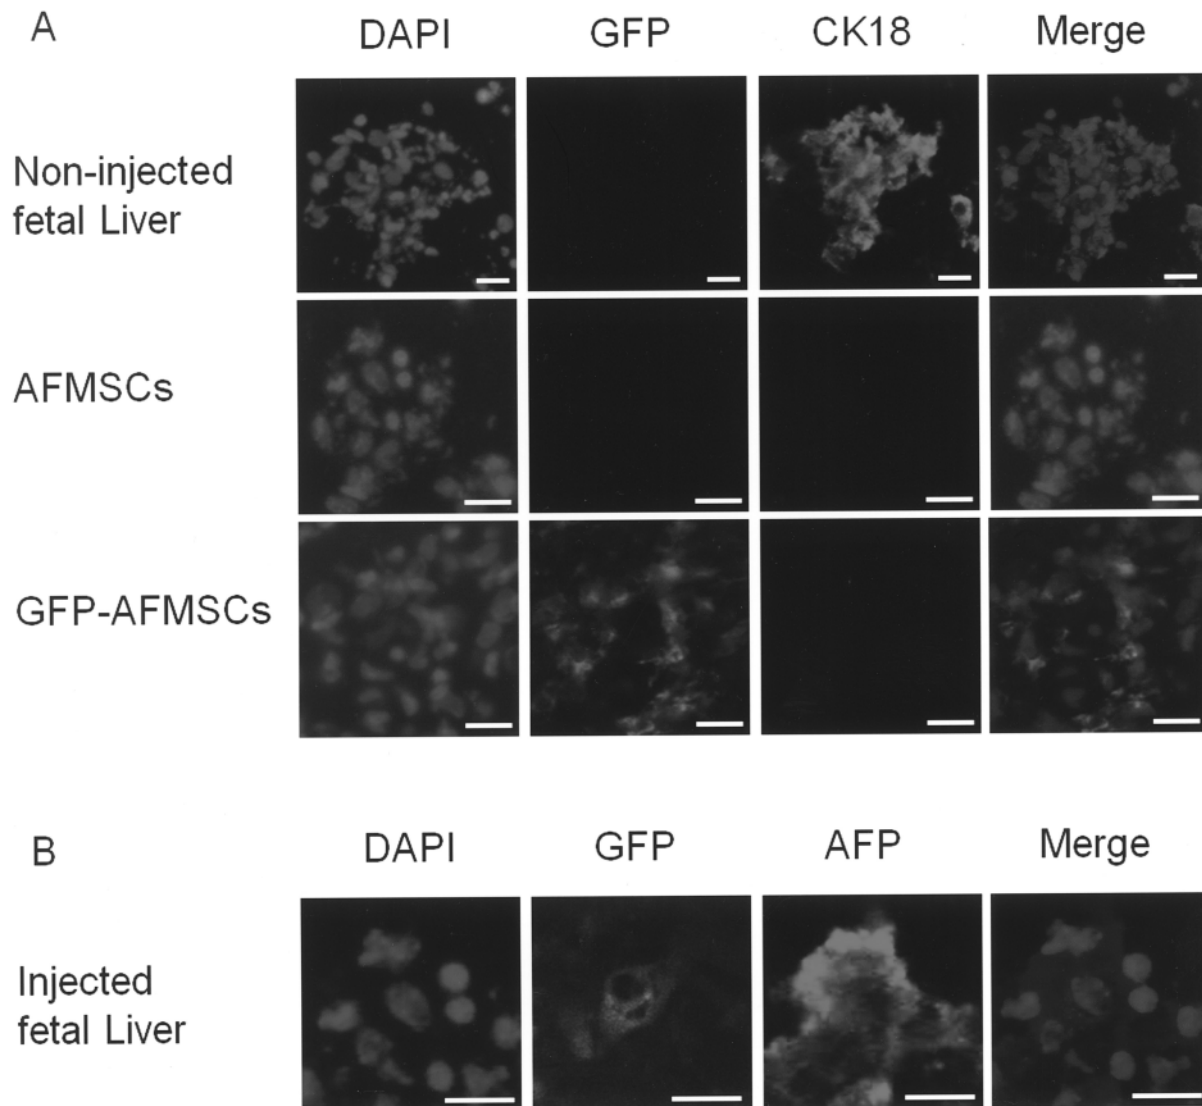 A
DAPI GFP CK18 Merge
Non-injected
fetal Liver
AFMSCs
GFP-AFMSCs
B
DAPI GFP AFP Merge
Injected
fetal Liver